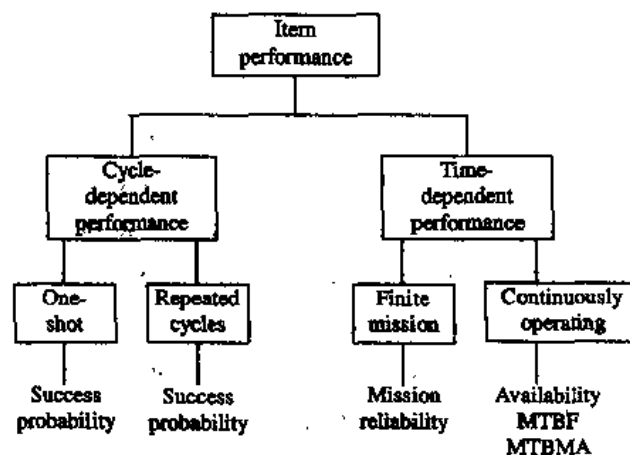 Item
performance
Cycle-
dependent
performance
Time-
dependent
performance
One-
shot
Repeated
cycles
Finite
mission
Continuously
operating
Success
probability
Success
probability
Mission
reliability
Availability
MTBF
MTBMA